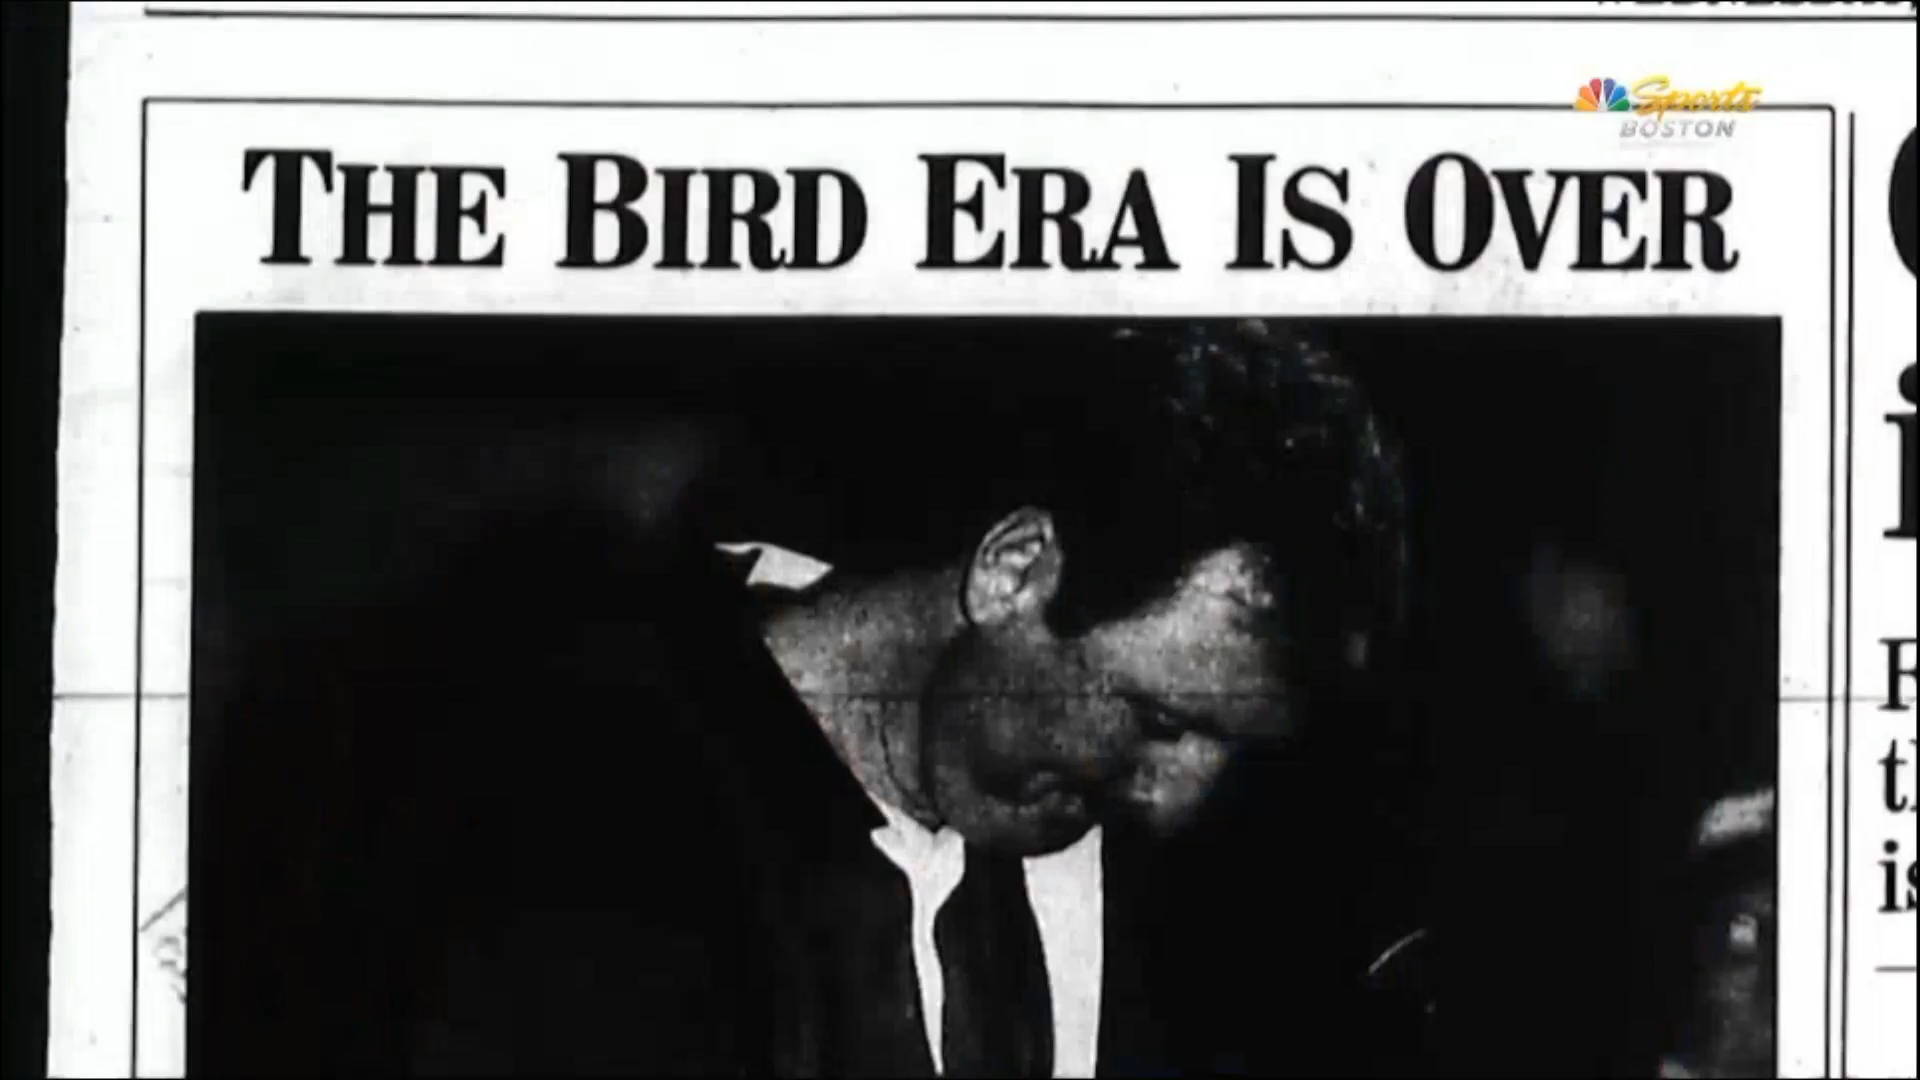 Sports
BOSTON
THE BIRD ERA IS OVER